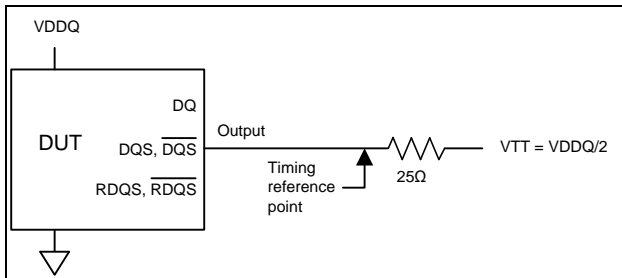 VDDQ
DQ
DUT
DQS, DQS
RDQS, RDQS
Output
Timing
reference
point
25Ω
VTT = VDDQ/2